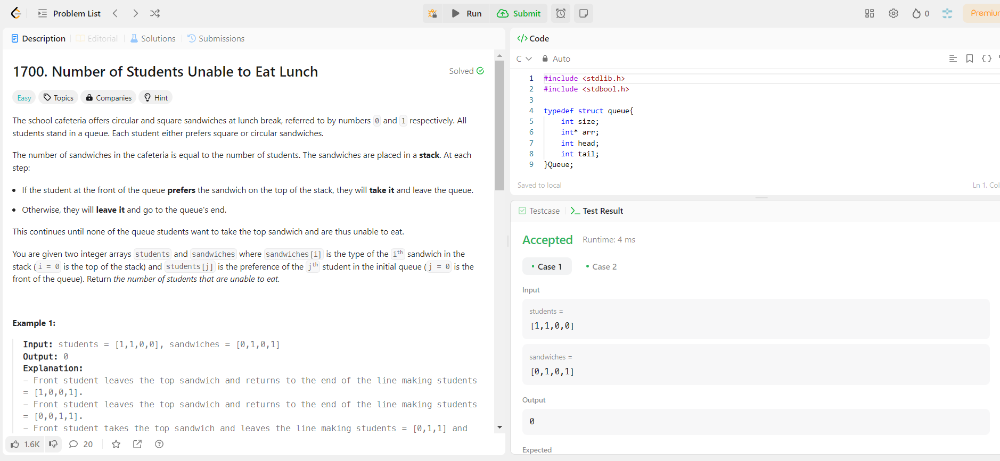 Problem List
Run
Submit
0
Premiu
Description
Editorial
Solutions
Submissions
1700. Number of Students Unable to Eat Lunch
Solved
Easy
Topics
Companies
Hint
The school cafeteria offers circular and square sandwiches at lunch break, referred to by numbers 0 and 1 respectively. All
students stand in a queue. Each student either prefers square or circular sandwiches.
The number of sandwiches in the cafeteria is equal to the number of students. The sandwiches are placed in a stack. At each
step:
• If the student at the front of the queue prefers the sandwich on the top of the stack, they will take it and leave the queue.
• Otherwise, they will leave it and go to the queue's end.
This continues until none of the queue students want to take the top sandwich and are thus unable to eat.
You are given two integer arrays students and sandwiches where sandwiches[i] is the type of the iᵗʰ sandwich in the
stack (i = 0 is the top of the stack) and students[j] is the preference of the jᵗʰ student in the initial queue (j = 0 is the
front of the queue). Return the number of students that are unable to eat.
Example 1:
Input: students = [1,1,0,0], sandwiches = [0,1,0,1]
Output: 0
Explanation:
- Front student leaves the top sandwich and returns to the end of the line making students
= [1,0,0,1].
- Front student leaves the top sandwich and returns to the end of the line making students
= [0,0,1,1].
- Front student takes the top sandwich and leaves the line making students = [0,1,1] and
1.6K
20
</> Code
C
Auto
{}
1 #include <stdlib.h>
2 #include <stdbool.h>
3
4 typedef struct queue{
5 int size;
6 int* arr;
7 int head;
8 int tail;
9 }Queue;
Saved to local
Ln 1, Col
Testcase
>_ Test Result
Accepted
Runtime: 4 ms
• Case 1
• Case 2
Input
students =
[1,1,0,0]
sandwiches =
[0,1,0,1]
Output
0
Expected